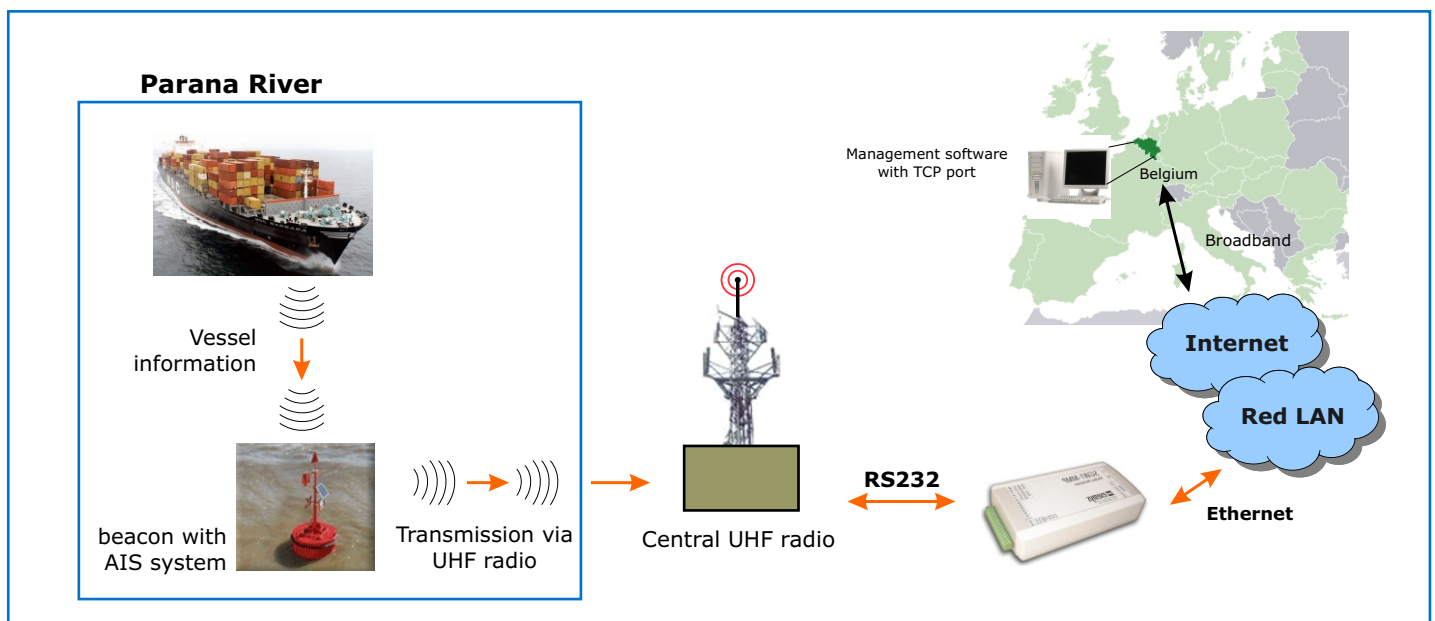 Parana River
Vessel
information
beacon with
AIS system
Transmission via
UHF radio
Central UHF radio
RS232
Ethernet
Management software
with TCP port
Belgium
Broadband
Internet
Red LAN